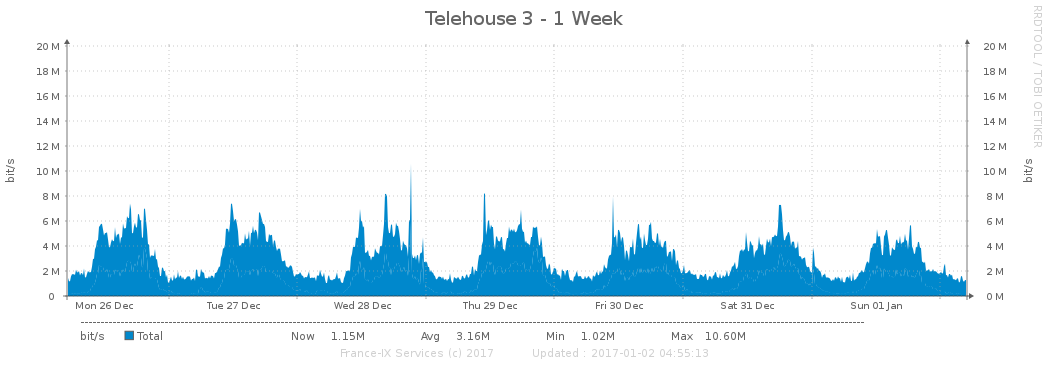 Telehouse 3 - 1 Week
RRDTOOL / TOBI OETIKER
bit/s
20 M 20 M
18 M 18 M
16 M 16 M
14 M 14 M
12 M 12 M
10 M 10 M
8 M 8 M
6 M 6 M
4 M 4 M
2 M 2 M
0 0 M
bit/s
Mon 26 Dec Tue 27 Dec Wed 28 Dec Thu 29 Dec Fri 30 Dec Sat 31 Dec Sun 01 Jan
bit/s Total Now 1.15M Avg 3.16M Min 1.02M Max 10.60M
France-IX Services (c) 2017 Updated : 2017-01-02 04:55:13